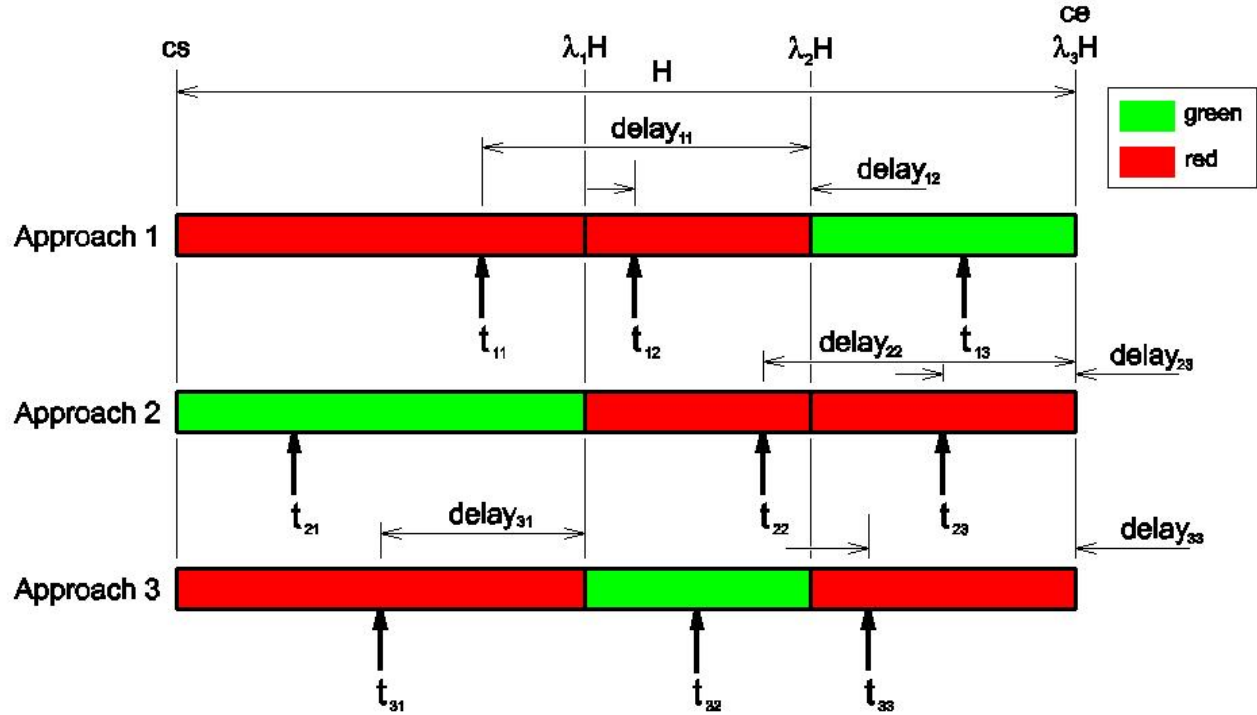 ce
cs
λ₁H
λ₂H
λ₃H
H
green
red
delay₁₁
delay₁₂
Approach 1
t₁₁
t₁₂
t₁₃
delay₂₂
delay₂₃
Approach 2
t₂₁
t₂₂
t₂₃
delay₃₁
delay₃₃
Approach 3
t₃₁
t₃₂
t₃₃